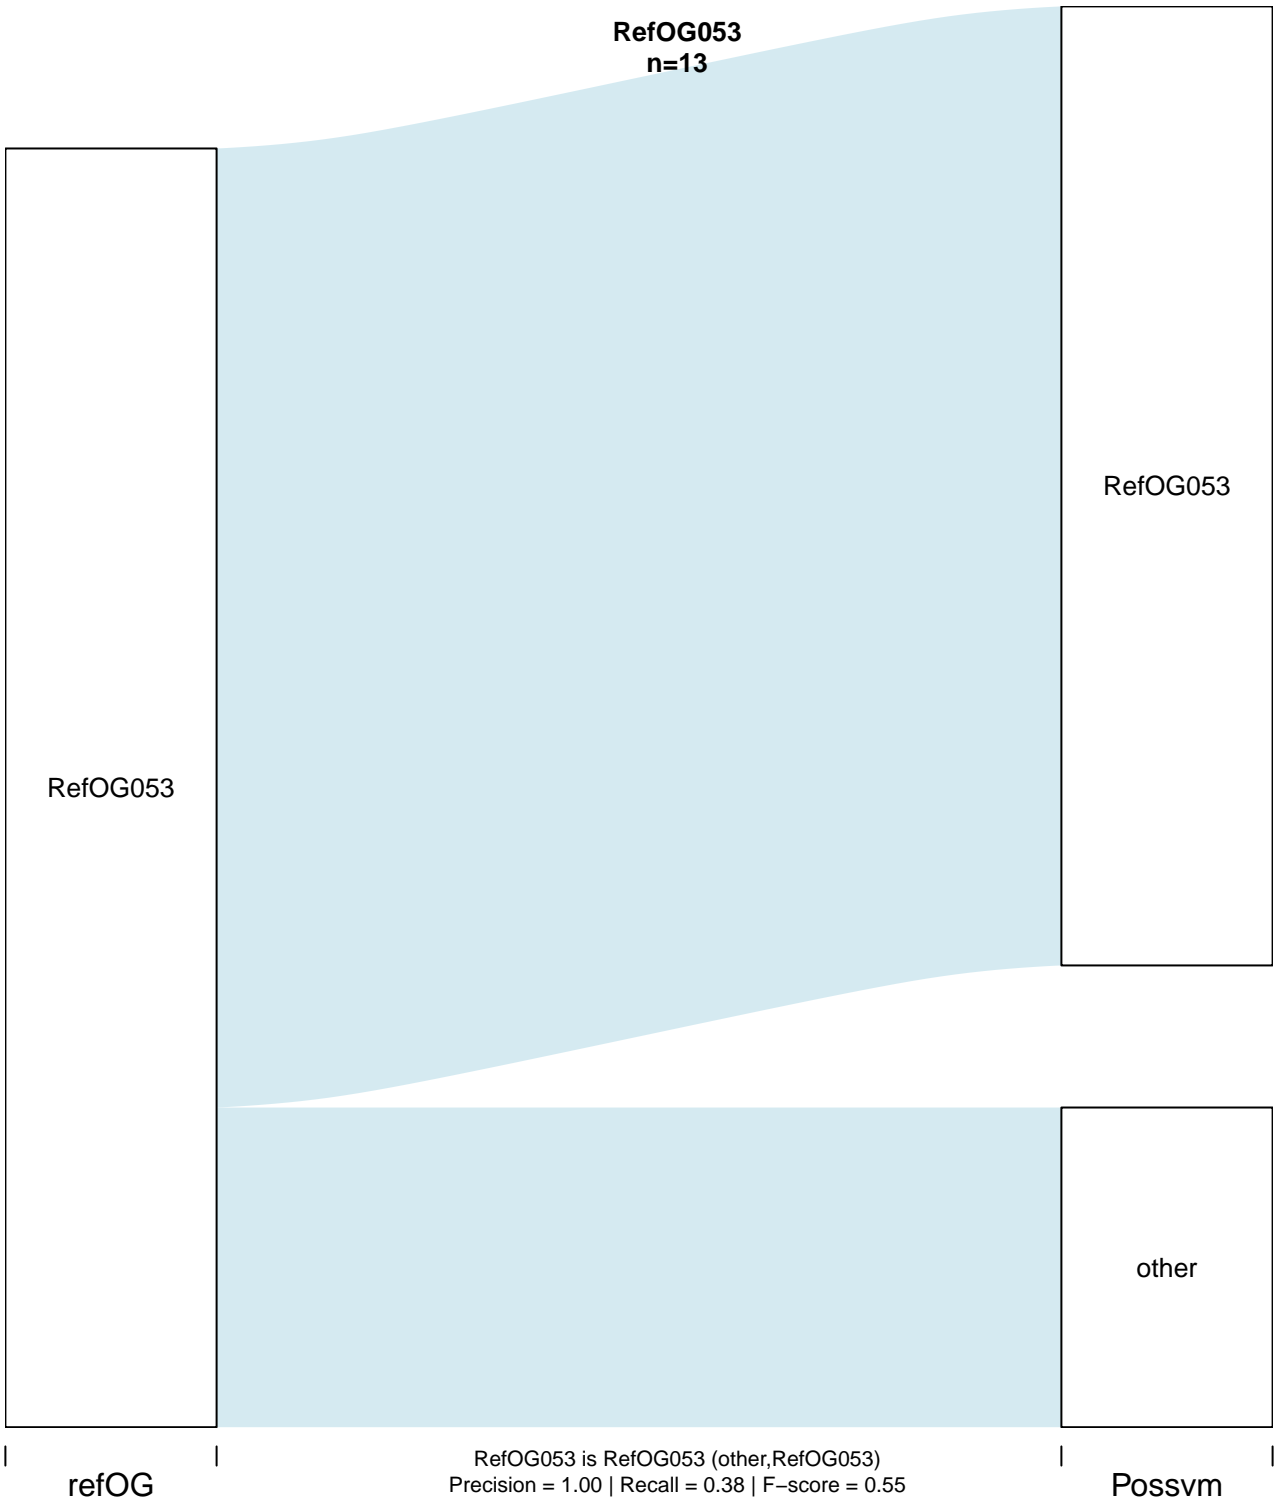 RefOG053
n=13
RefOG053
RefOG053
other
RefOG053 is RefOG053 (other,RefOG053)
Precision = 1.00 | Recall = 0.38 | F−score = 0.55
refOG
Possvm